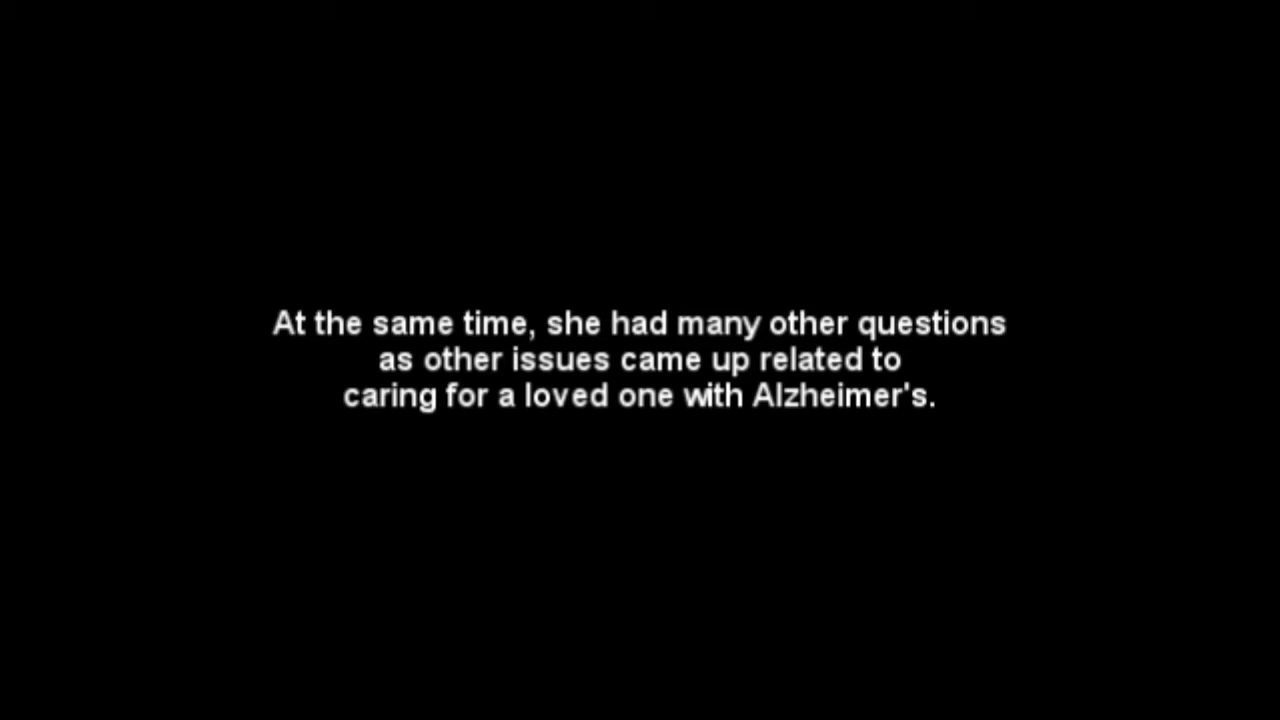 At the same time, she had many other questions
as other issues came up related to
caring for a loved one with Alzheimer's.